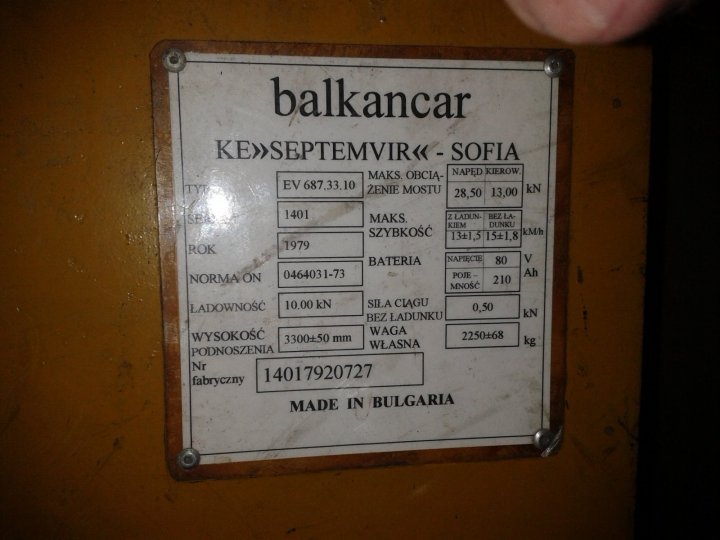 balkancar
KE»SEPTEMVIR« - SOFIA
EV 687.33.10
1401
ROK 1979
NORMA ON 0464031-73
ŁADOWNOŚĆ 10.00 kN
WYSOKOŚĆ PODNOSZENIA 3300±50 mm
Nr fabryczny 14017920727
MAKS. OBCIĄ-
ŻENIE MOSTU
NAPĘD KIEROW.
28,50 13,00 kN
MAKS. SZYBKOŚĆ
Z ŁADUN-KIEM BEZ ŁA-DUNKU
13±1,5 15±1,8 kM/h
BATERIA
NAPIĘCIE 80 V
POJE-MNOŚĆ 210 Ah
SIŁA CIĄGU
BEZ ŁADUNKU 0,50 kN
WAGA WŁASNA 2250±68 kg
MADE IN BULGARIA